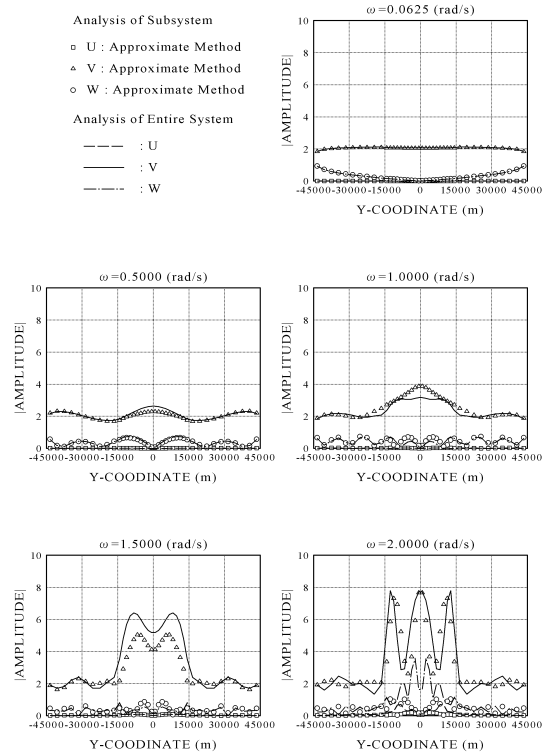 Analysis of Subsystem
□ U : Approximate Method
△ V : Approximate Method
○ W : Approximate Method
Analysis of Entire System
: U
: V
: W
ω=0.0625 (rad/s)
|AMPLITUDE|
10
8
6
4
2
0
-45000-30000-15000 0 15000 30000 45000
Y-COODINATE (m)
ω=0.5000 (rad/s)
|AMPLITUDE|
10
8
6
4
2
0
-45000-30000-15000 0 15000 30000 45000
Y-COODINATE (m)
ω=1.0000 (rad/s)
|AMPLITUDE|
10
8
6
4
2
0
-45000-30000-15000 0 15000 30000 45000
Y-COODINATE (m)
ω=1.5000 (rad/s)
|AMPLITUDE|
10
8
6
4
2
0
-45000-30000-15000 0 15000 30000 45000
Y-COODINATE (m)
ω=2.0000 (rad/s)
|AMPLITUDE|
10
8
6
4
2
0
-45000-30000-15000 0 15000 30000 45000
Y-COODINATE (m)